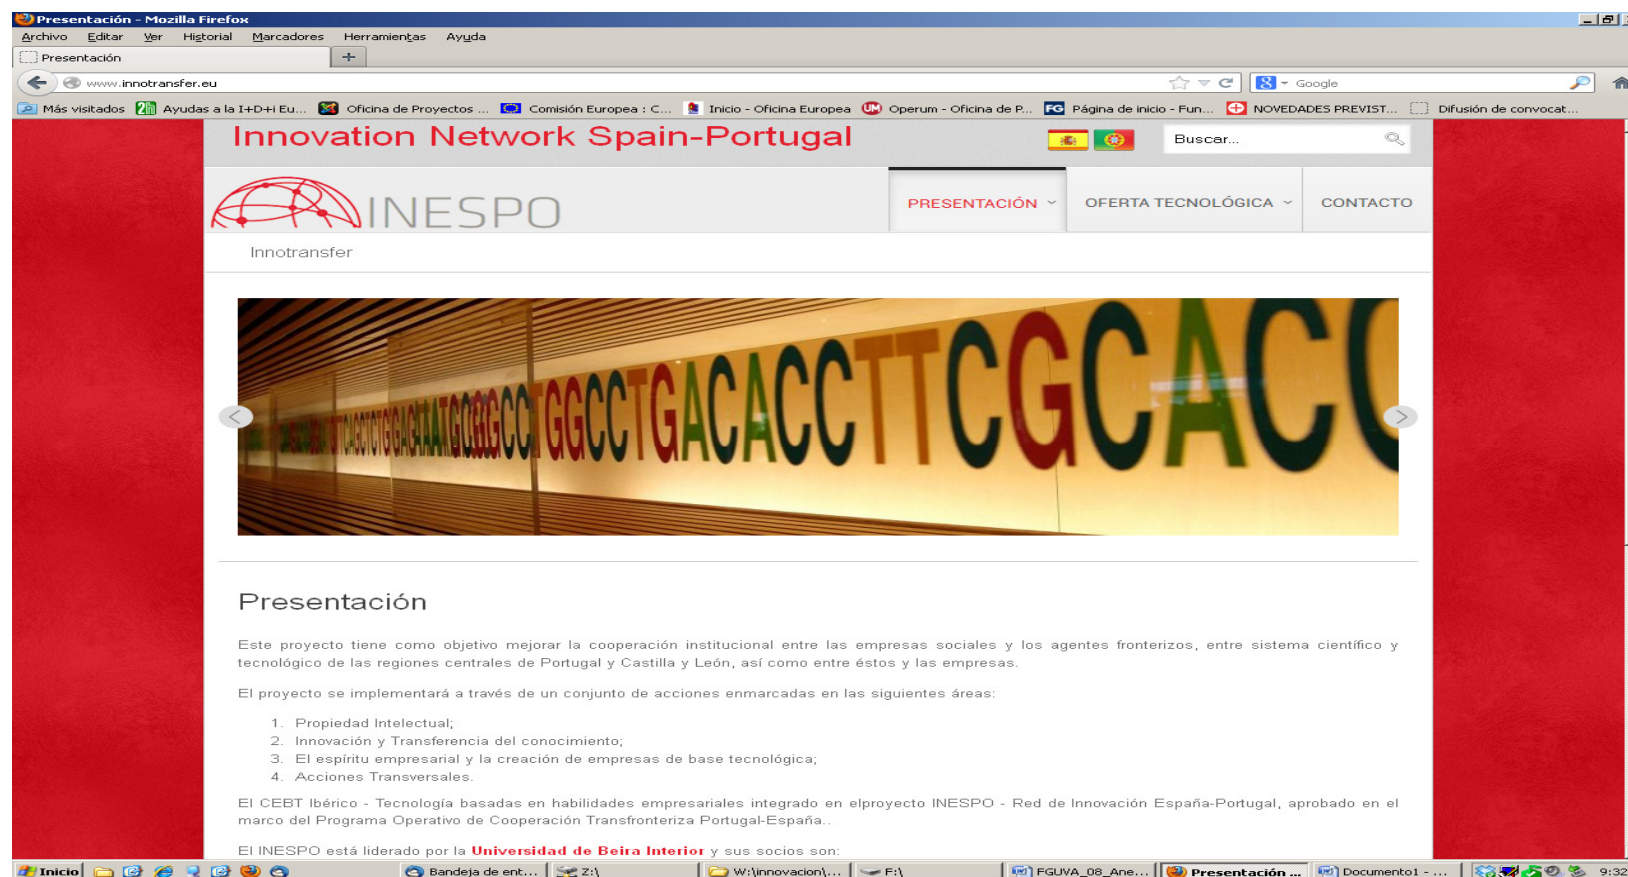 Presentación - Mozilla Firefox
Archivo Editar Ver Historial Marcadores Herramientas Ayuda
Presentación
www.innotransfer.eu
Google
Más visitados Ayudas a la I+D+i Eu... Oficina de Proyectos ... Comisión Europea : C... Inicio - Oficina Europea Operum - Oficina de P... Página de inicio - Fun... NOVEDADES PREVIST... Difusión de convocat...
Innovation Network Spain-Portugal
Buscar...
INESPO
PRESENTACIÓN OFERTA TECNOLÓGICA CONTACTO
Innotransfer
GCC TGGCCTGACACCTTCGCACC
Presentación
Este proyecto tiene como objetivo mejorar la cooperación institucional entre las empresas sociales y los agentes fronterizos, entre sistema científico y
tecnológico de las regiones centrales de Portugal y Castilla y León, así como entre éstos y las empresas.
El proyecto se implementará a través de un conjunto de acciones enmarcadas en las siguientes áreas:
1. Propiedad Intelectual;
2. Innovación y Transferencia del conocimiento;
3. El espíritu empresarial y la creación de empresas de base tecnológica;
4. Acciones Transversales.
El CEBT Ibérico - Tecnología basadas en habilidades empresariales integrado en elproyecto INESPO - Red de Innovación España-Portugal, aprobado en el
marco del Programa Operativo de Cooperación Transfronteriza Portugal-España..
El INESPO está liderado por la Universidad de Beira Interior y sus socios son:
Inicio Bandeja de ent... Z:\ W:\innovacion\... F:\ FGUVA_08_Ane... Presentación ... Documento1 - ... 9:32